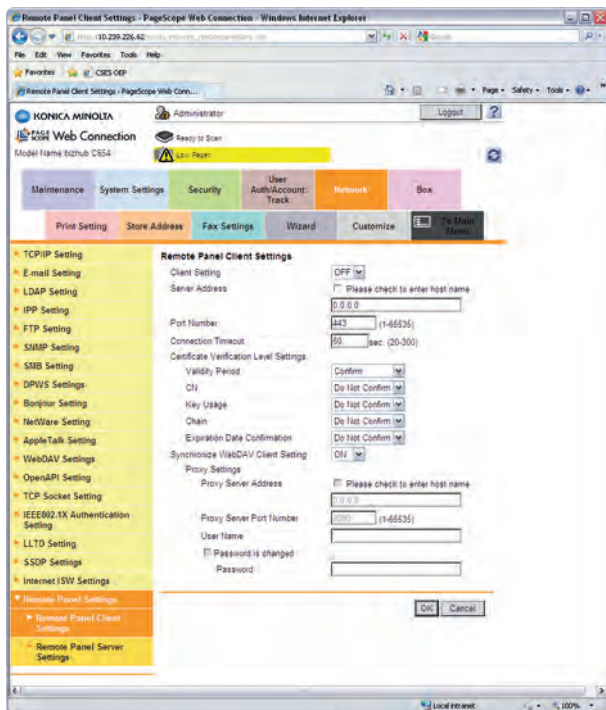 Remote Panel Client Settings - PageScope Web Connection - Windows Internet Explorer
10.239.226.62
File Edit View Favorites Tools Help
Favorites CSES OEP
Remote Panel Client Settings - PageScope Web Conn...
Page Safety Tools
KONICA MINOLTA
Administrator
Logout
?
PAGE SCOPE Web Connection
Ready to Scan
Model Name:bizhub C654
Low Paper
Maintenance
System Settings
Security
User Auth/Account Track
Network
Box
Print Setting
Store Address
Fax Settings
Wizard
Customize
To Main Menu
TCP/IP Setting
E-mail Setting
LDAP Setting
IPP Setting
FTP Setting
SNMP Setting
SMB Setting
DPWS Settings
Bonjour Setting
NetWare Setting
AppleTalk Setting
WebDAV Settings
OpenAPI Setting
TCP Socket Setting
IEEE802.1X Authentication
Setting
LLTD Setting
SSDP Settings
Internet ISW Settings
Remote Panel Settings
Remote Panel Client
Settings
Remote Panel Server
Settings
Remote Panel Client Settings
Client Setting OFF
Server Address Please check to enter host name
0.0.0.0
Port Number 443 (1-65535)
Connection Timeout 60 sec. (20-300)
Certificate Verification Level Settings
Validity Period Confirm
CN Do Not Confirm
Key Usage Do Not Confirm
Chain Do Not Confirm
Expiration Date Confirmation Do Not Confirm
Synchronize WebDAV Client Setting ON
Proxy Settings
Proxy Server Address Please check to enter host name
0.0.0.0
Proxy Server Port Number (1-65535)
User Name
Password is changed
Password
OK Cancel
Local intranet 100%